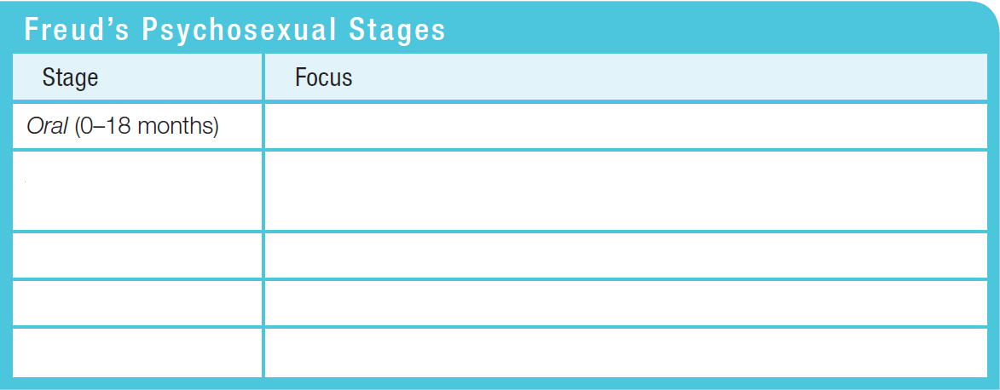 Freud's Psychosexual Stages
Stage Focus
Oral (0–18 months)